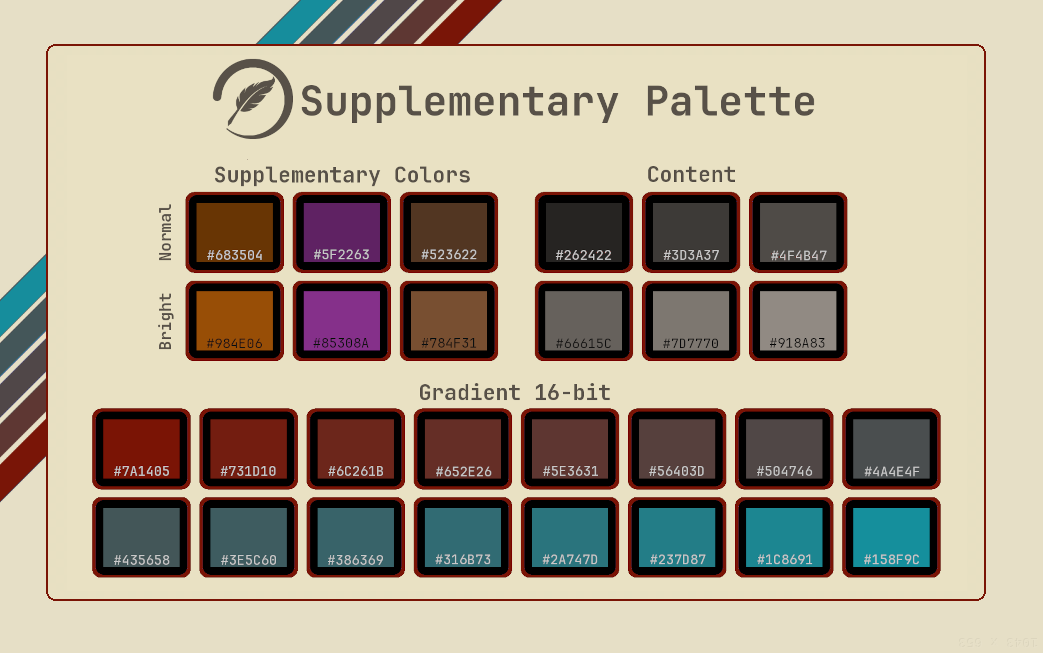 Supplementary Palette
Supplementary Colors
Content
Normal
#683504 #5F2263 #523622 #262422 #3D3A37 #4F4B47
Bright
#984E06 #85308A #784F31 #66615C #7D7770 #918A83
Gradient 16-bit
#7A1405 #731D10 #6C261B #652E26 #5E3631 #56403D #504746 #4A4E4F
#435658 #3E5C60 #386369 #316B73 #2A747D #237D87 #1C8691 #158F9C